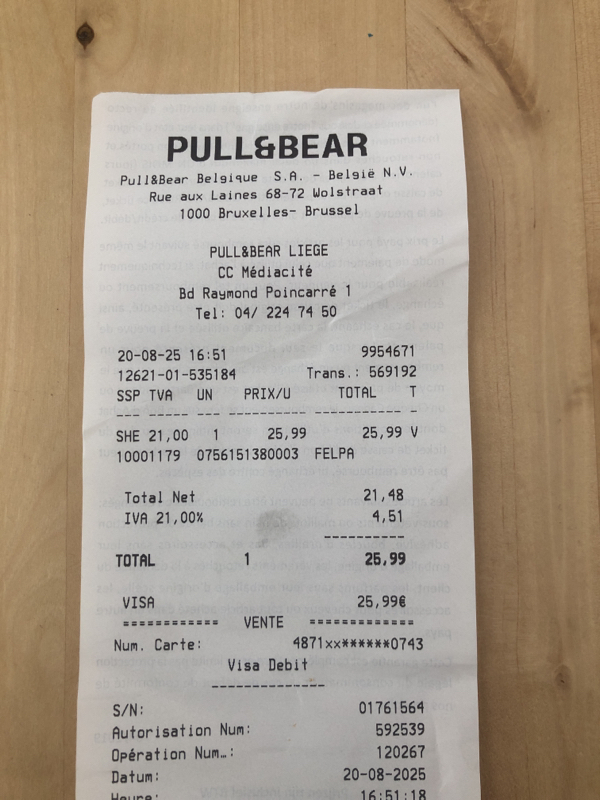 PULL&BEAR
Pull&Bear Belgique S.A. - België N.V.
Rue aux Laines 68-72 Wolstraat
1000 Bruxelles- Brussel
PULL&BEAR LIEGE
CC Médiacité
Bd Raymond Poincarré 1
Tel: 04/ 224 74 50
20-08-25 16:51 9954671
12621-01-535184 Trans.: 569192
SSP TVA UN PRIX/U TOTAL T
--- ----- --- ---------- ----------- -
SHE 21,00 1 25,99 25,99 V
10001179 0756151380003 FELPA
Total Net 21,48
IVA 21,00% 4,51
----------
TOTAL 1 25,99
VISA 25,99€
============ VENTE =============
Num. Carte: 4871xx******0743
Visa Debit
--------------
S/N: 01761564
Autorisation Num: 592539
Opération Num…: 120267
Datum: 20-08-2025
Heure: 16:51:18